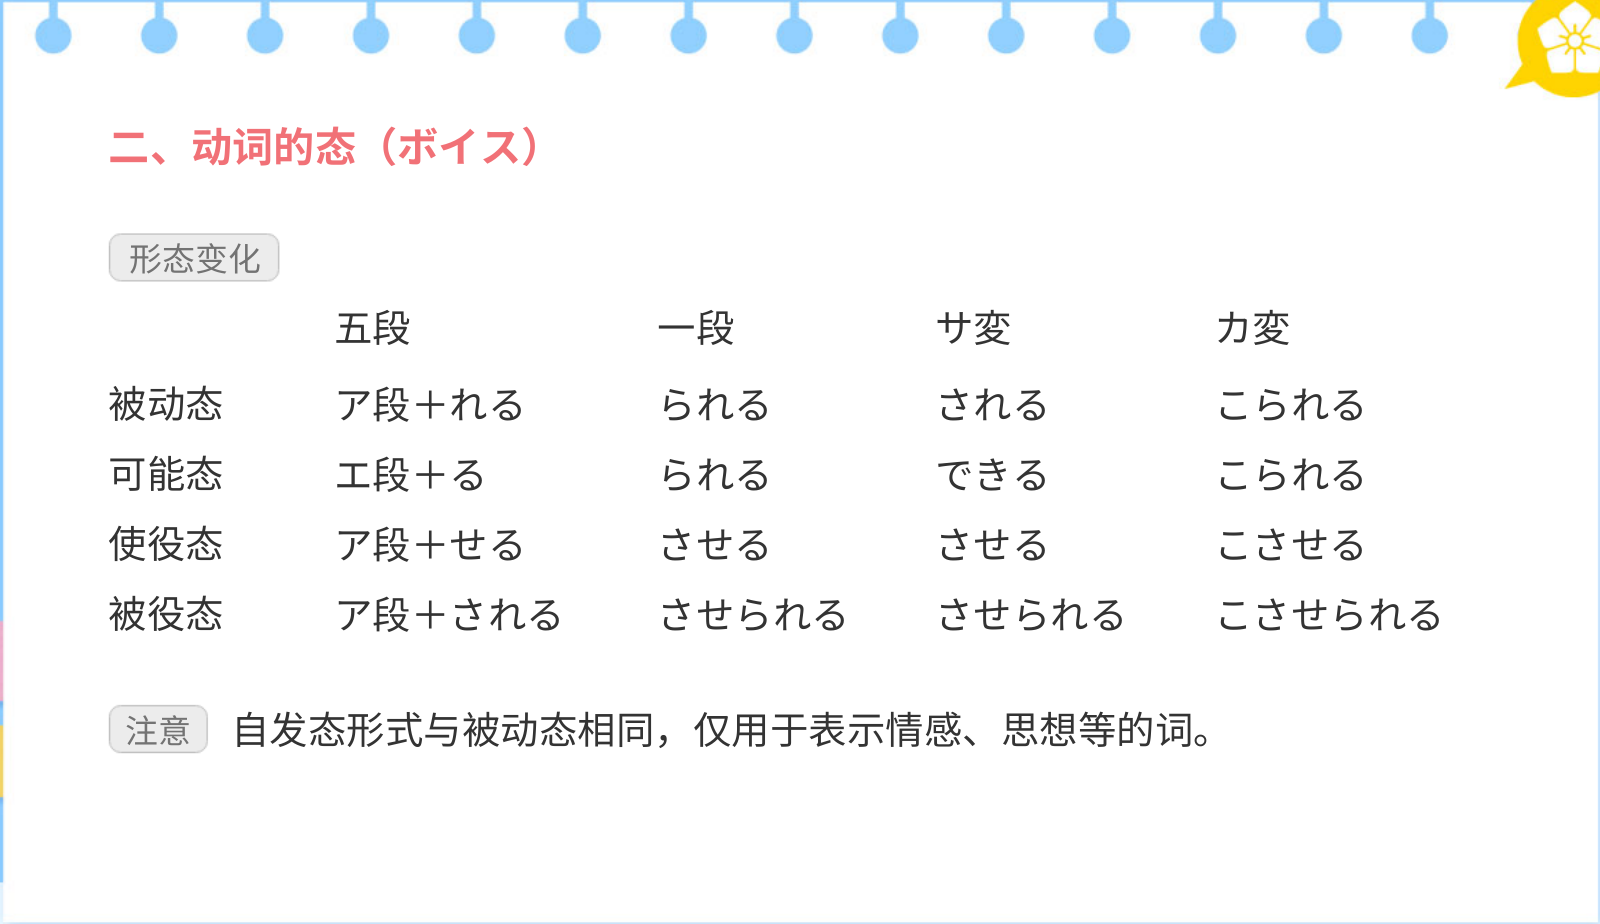 二、动词的态（ボイス）
形态变化
五段 一段 サ変 カ変
被动态 ア段＋れる られる される こられる
可能态 エ段＋る られる できる こられる
使役态 ア段＋せる させる させる こさせる
被役态 ア段＋される させられる させられる こさせられる
注意 自发态形式与被动态相同，仅用于表示情感、思想等的词。